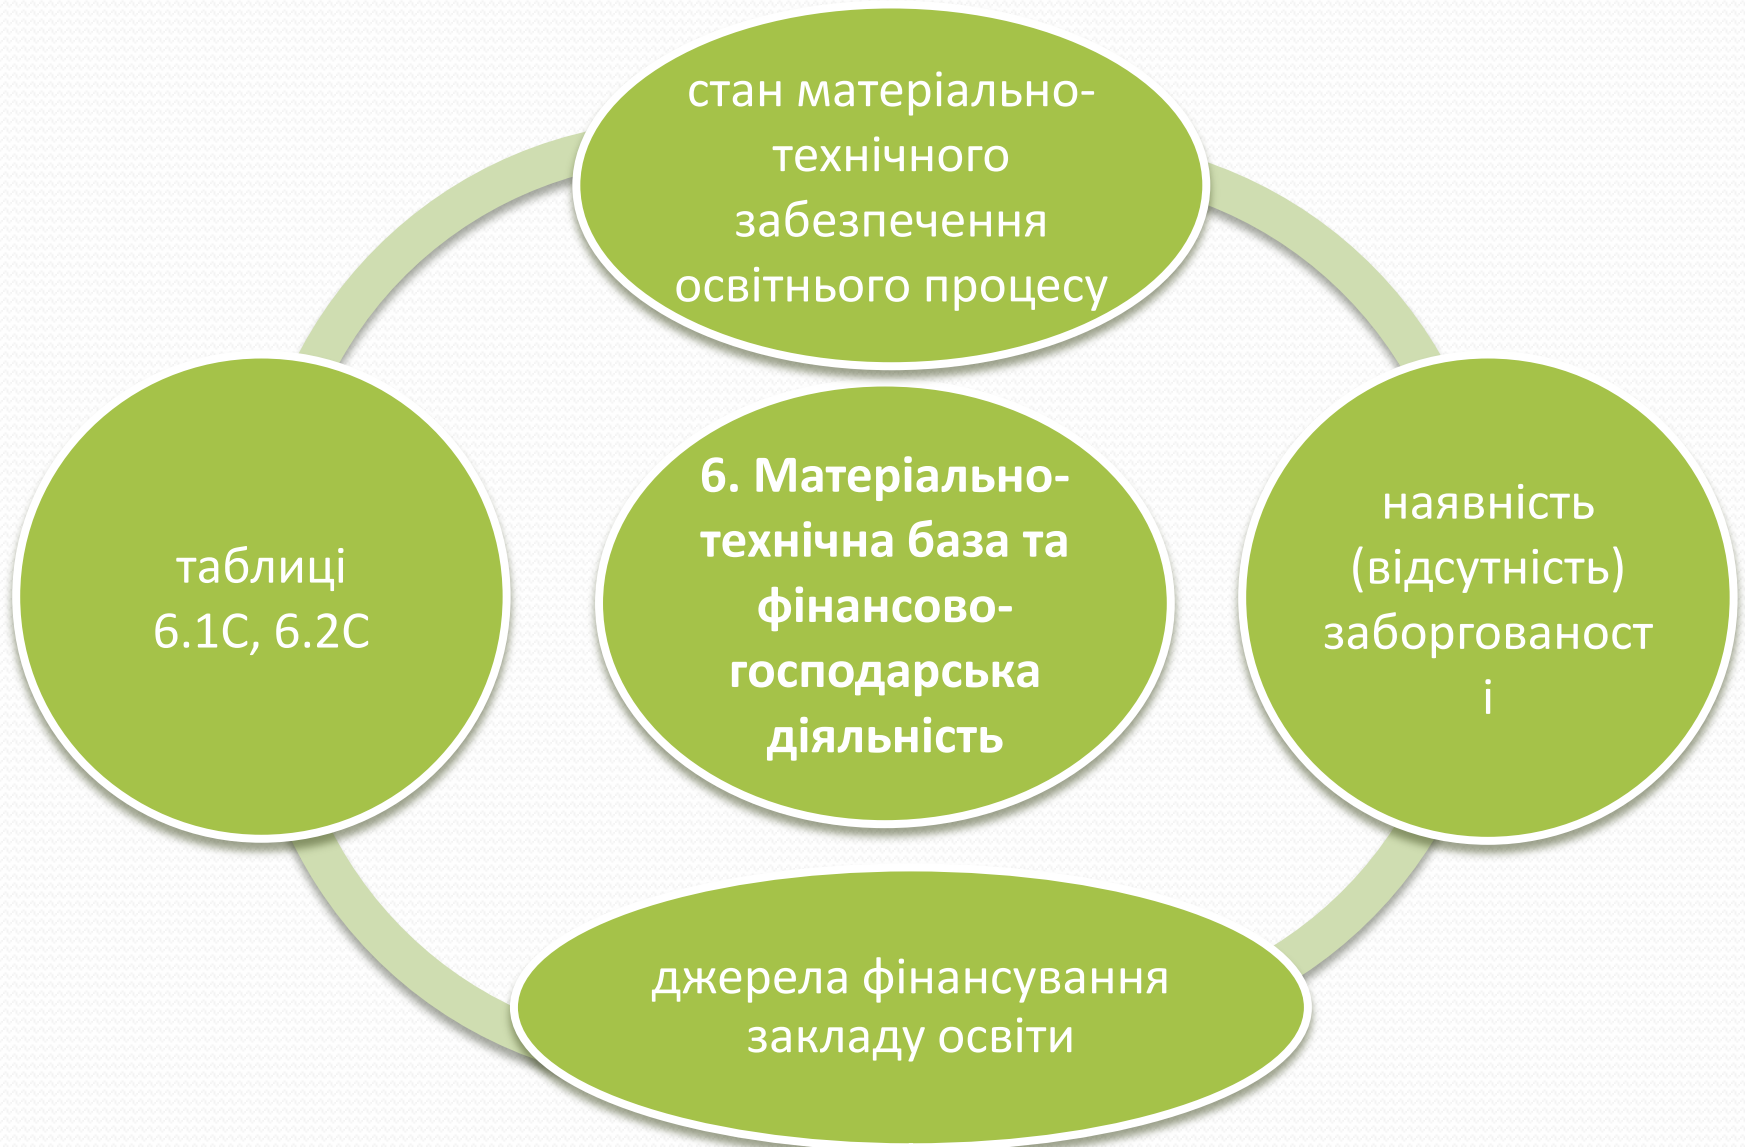 стан матеріально-
технічного
забезпечення
освітнього процесу
таблиці
6.1С, 6.2С
6. Матеріально-
технічна база та
фінансово-
господарська
діяльність
наявність
(відсутність)
заборгованост
і
джерела фінансування
закладу освіти